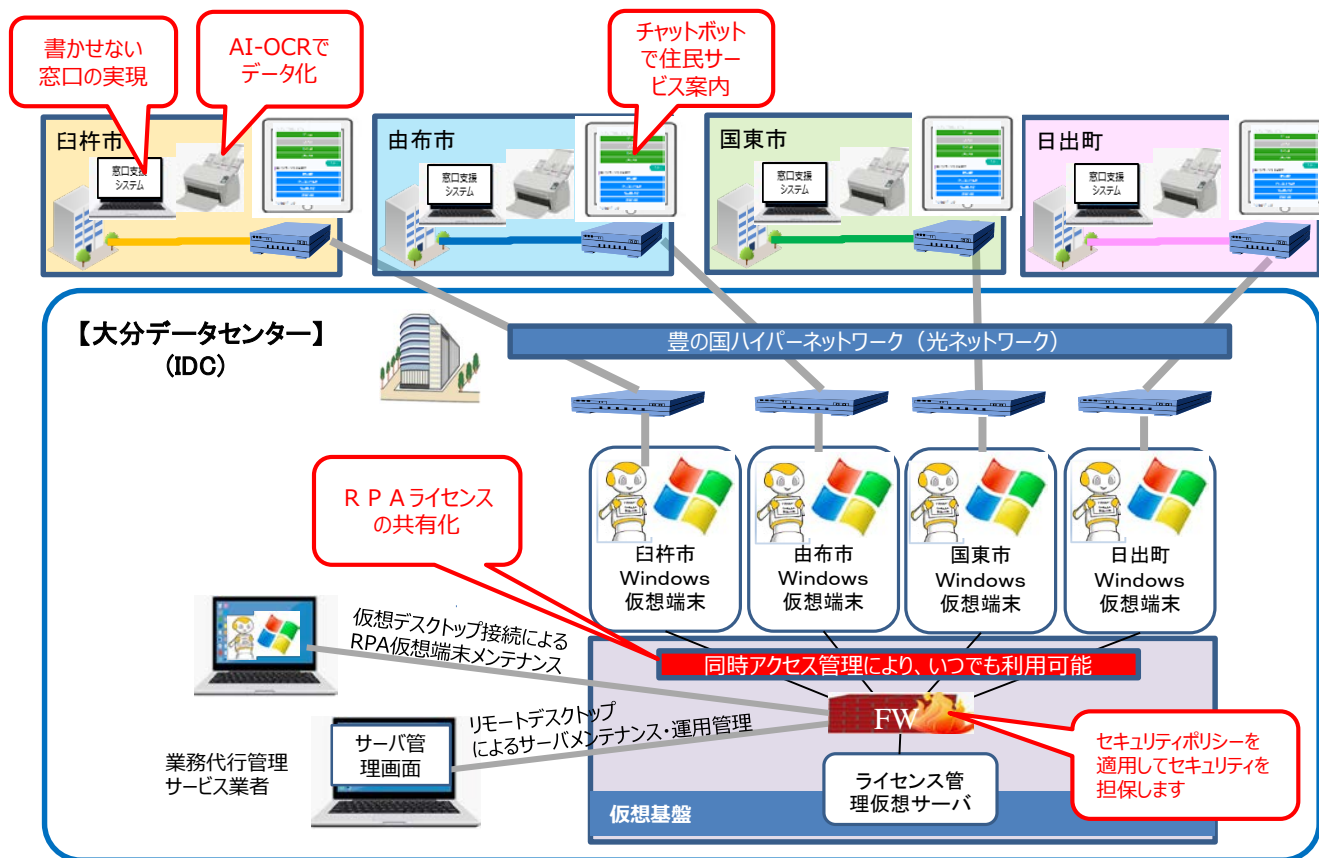 書かせない
窓口の実現
AI-OCRで
データ化
チャットボット
で住民サー
ビス案内
臼杵市
窓口支援
システム
由布市
窓口支援
システム
国東市
窓口支援
システム
日出町
窓口支援
システム
【大分データセンター】
(IDC)
豊の国ハイパーネットワーク（光ネットワーク）
ＲＰＡライセンス
の共有化
臼杵市
Windows
仮想端末
由布市
Windows
仮想端末
国東市
Windows
仮想端末
日出町
Windows
仮想端末
仮想デスクトップ接続による
RPA仮想端末メンテナンス
同時アクセス管理により、いつでも利用可能
FW
リモートデスクトップ
によるサーバメンテナンス・運用管理
業務代行管理
サービス業者
サーバ管
理画面
ライセンス管
理仮想サーバ
セキュリティポリシーを
適用してセキュリティを
担保します
仮想基盤